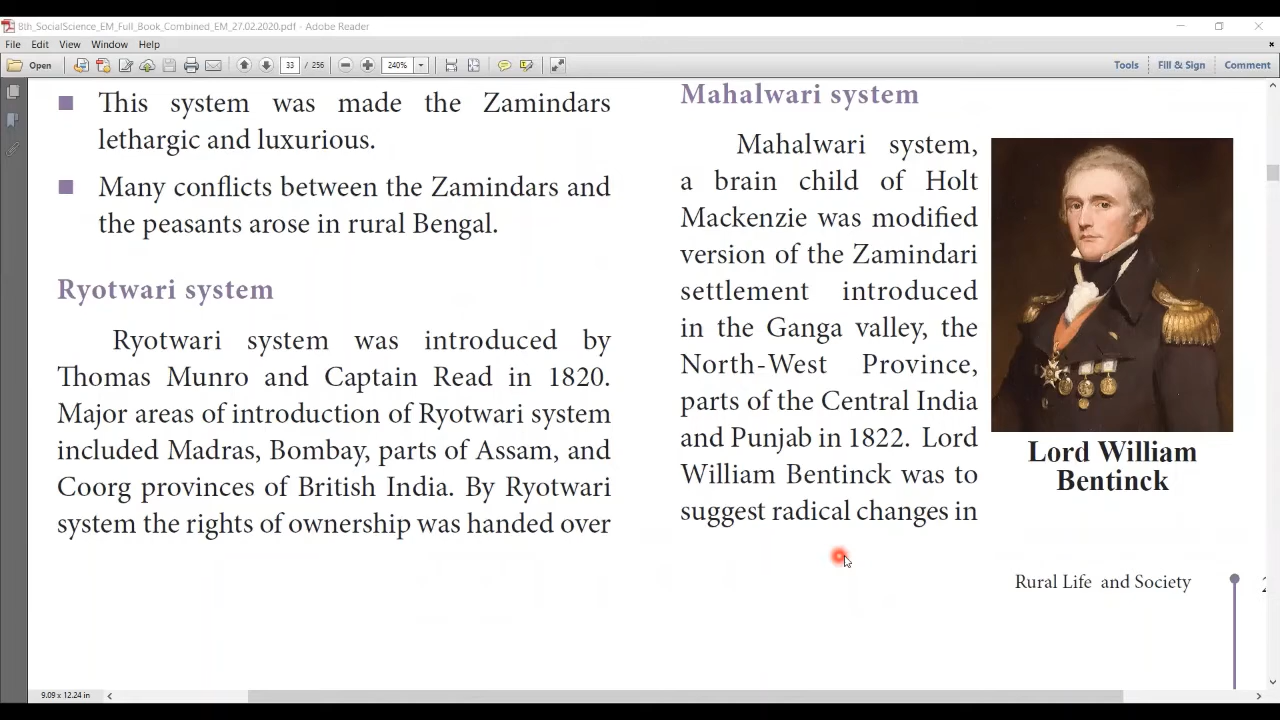 8th_SocialScience_EM_Full_Book_Combined_EM_27.02.2020.pdf - Adobe Reader
File Edit View Window Help
Open 33 / 256 240% Tools Fill & Sign Comment
This system was made the Zamindars
lethargic and luxurious.
Many conflicts between the Zamindars and
the peasants arose in rural Bengal.
Ryotwari system
Ryotwari system was introduced by
Thomas Munro and Captain Read in 1820.
Major areas of introduction of Ryotwari system
included Madras, Bombay, parts of Assam, and
Coorg provinces of British India. By Ryotwari
system the rights of ownership was handed over
Mahalwari system
Mahalwari system,
a brain child of Holt
Mackenzie was modified
version of the Zamindari
settlement introduced
in the Ganga valley, the
North-West Province,
parts of the Central India
and Punjab in 1822. Lord
William Bentinck was to
suggest radical changes in
Lord William
Bentinck
Rural Life and Society
9.09 x 12.24 in